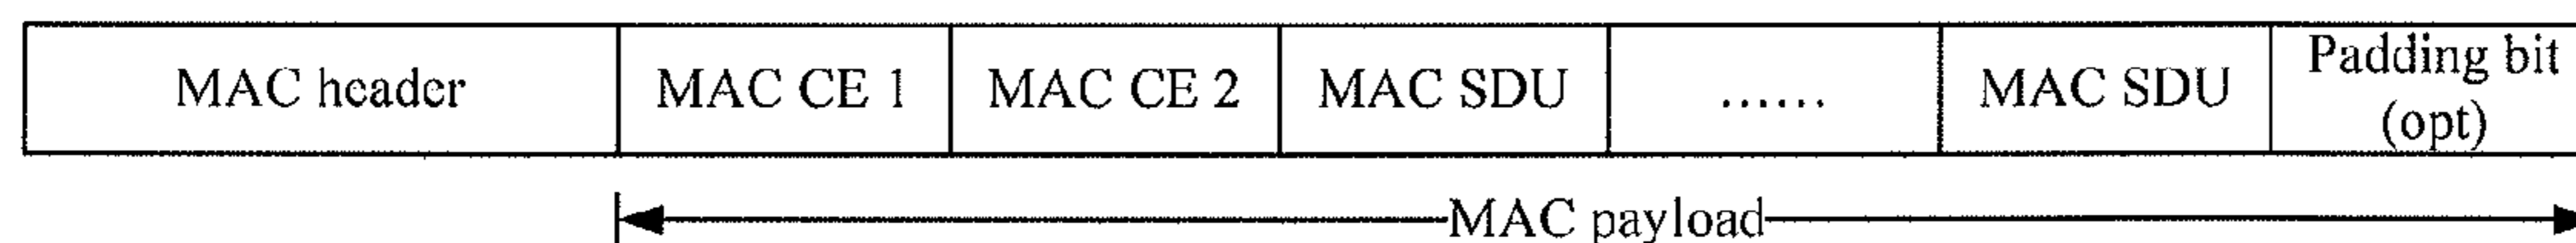 MAC header MAC CE 1 MAC CE 2 MAC SDU ...... MAC SDU Padding bit
(opt)
MAC payload